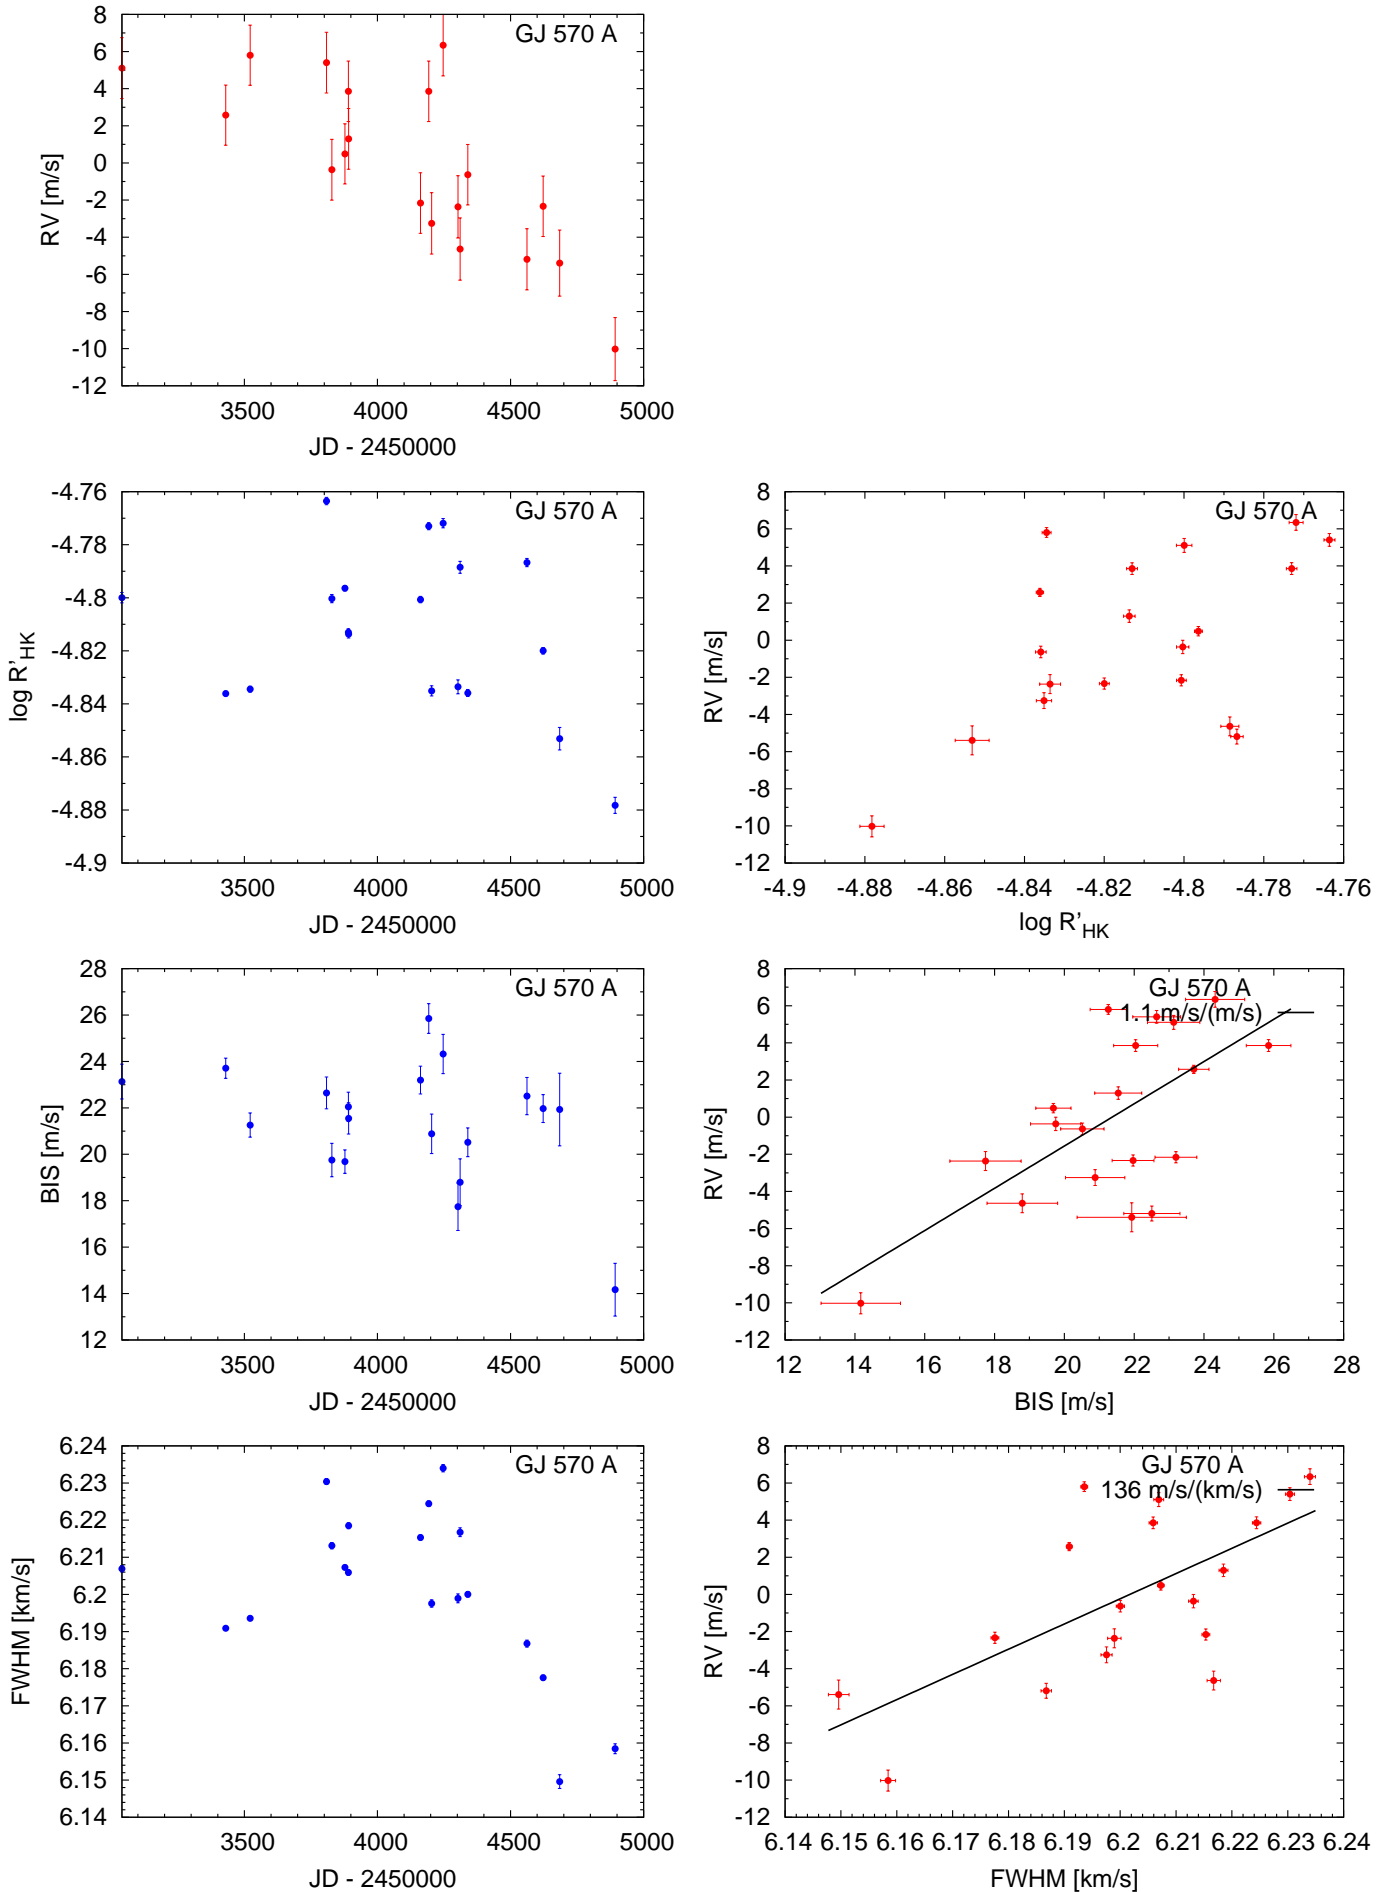 8
6
4
2
0
-2
-4
-6
-8
-10
-12
RV [m/s]
GJ 570 A
3500 4000 4500 5000
JD - 2450000
-4.76
-4.78
-4.8
-4.82
-4.84
-4.86
-4.88
-4.9
log R'HK
GJ 570 A
3500 4000 4500 5000
JD - 2450000
8
6
4
2
0
-2
-4
-6
-8
-10
-12
RV [m/s]
GJ 570 A
-4.9 -4.88 -4.86 -4.84 -4.82 -4.8 -4.78 -4.76
log R'HK
28
26
24
22
20
18
16
14
12
BIS [m/s]
GJ 570 A
3500 4000 4500 5000
JD - 2450000
8
6
4
2
0
-2
-4
-6
-8
-10
-12
RV [m/s]
GJ 570 A
1.1 m/s/(m/s)
12 14 16 18 20 22 24 26 28
BIS [m/s]
6.24
6.23
6.22
6.21
6.2
6.19
6.18
6.17
6.16
6.15
6.14
FWHM [km/s]
GJ 570 A
3500 4000 4500 5000
JD - 2450000
8
6
4
2
0
-2
-4
-6
-8
-10
-12
RV [m/s]
GJ 570 A
136 m/s/(km/s)
6.14 6.15 6.16 6.17 6.18 6.19 6.2 6.21 6.22 6.23 6.24
FWHM [km/s]